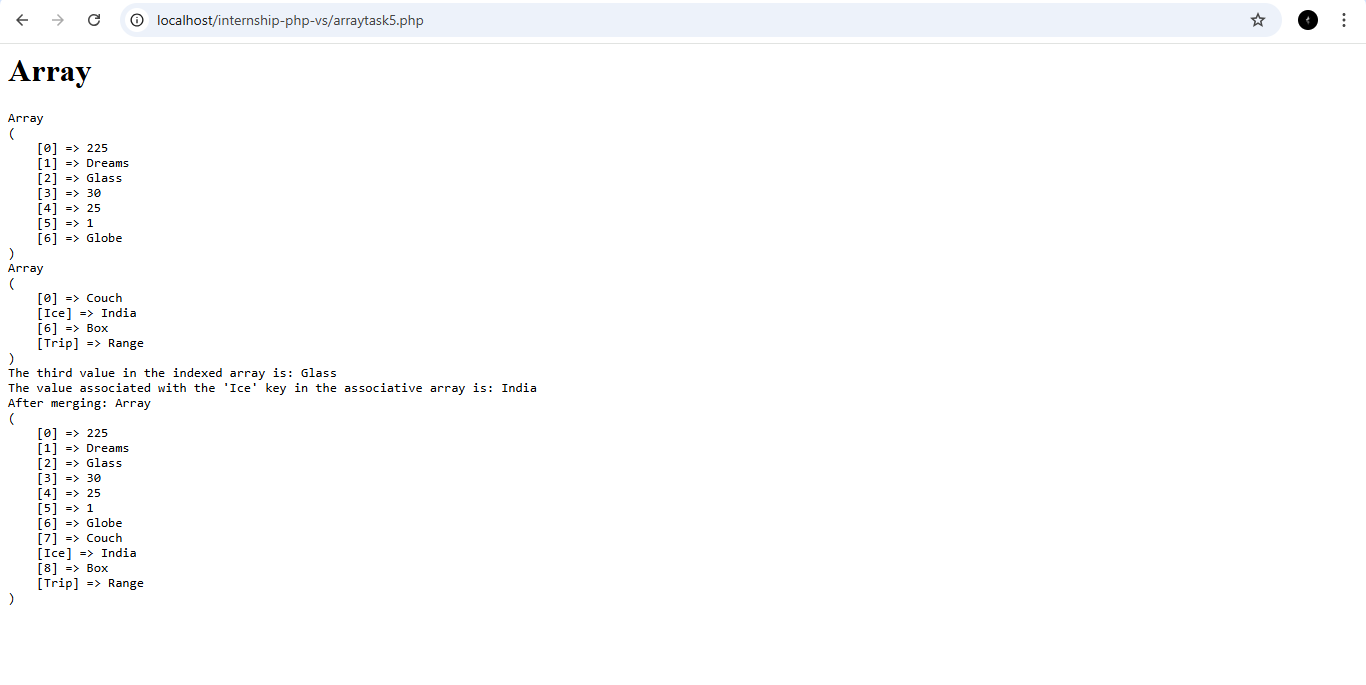 localhost/internship-php-vs/arraytask5.php
Array
Array
(
    [0] => 225
    [1] => Dreams
    [2] => Glass
    [3] => 30
    [4] => 25
    [5] => 1
    [6] => Globe
)
Array
(
    [0] => Couch
    [Ice] => India
    [6] => Box
    [Trip] => Range
)
The third value in the indexed array is: Glass
The value associated with the 'Ice' key in the associative array is: India
After merging: Array
(
    [0] => 225
    [1] => Dreams
    [2] => Glass
    [3] => 30
    [4] => 25
    [5] => 1
    [6] => Globe
    [7] => Couch
    [Ice] => India
    [8] => Box
    [Trip] => Range
)